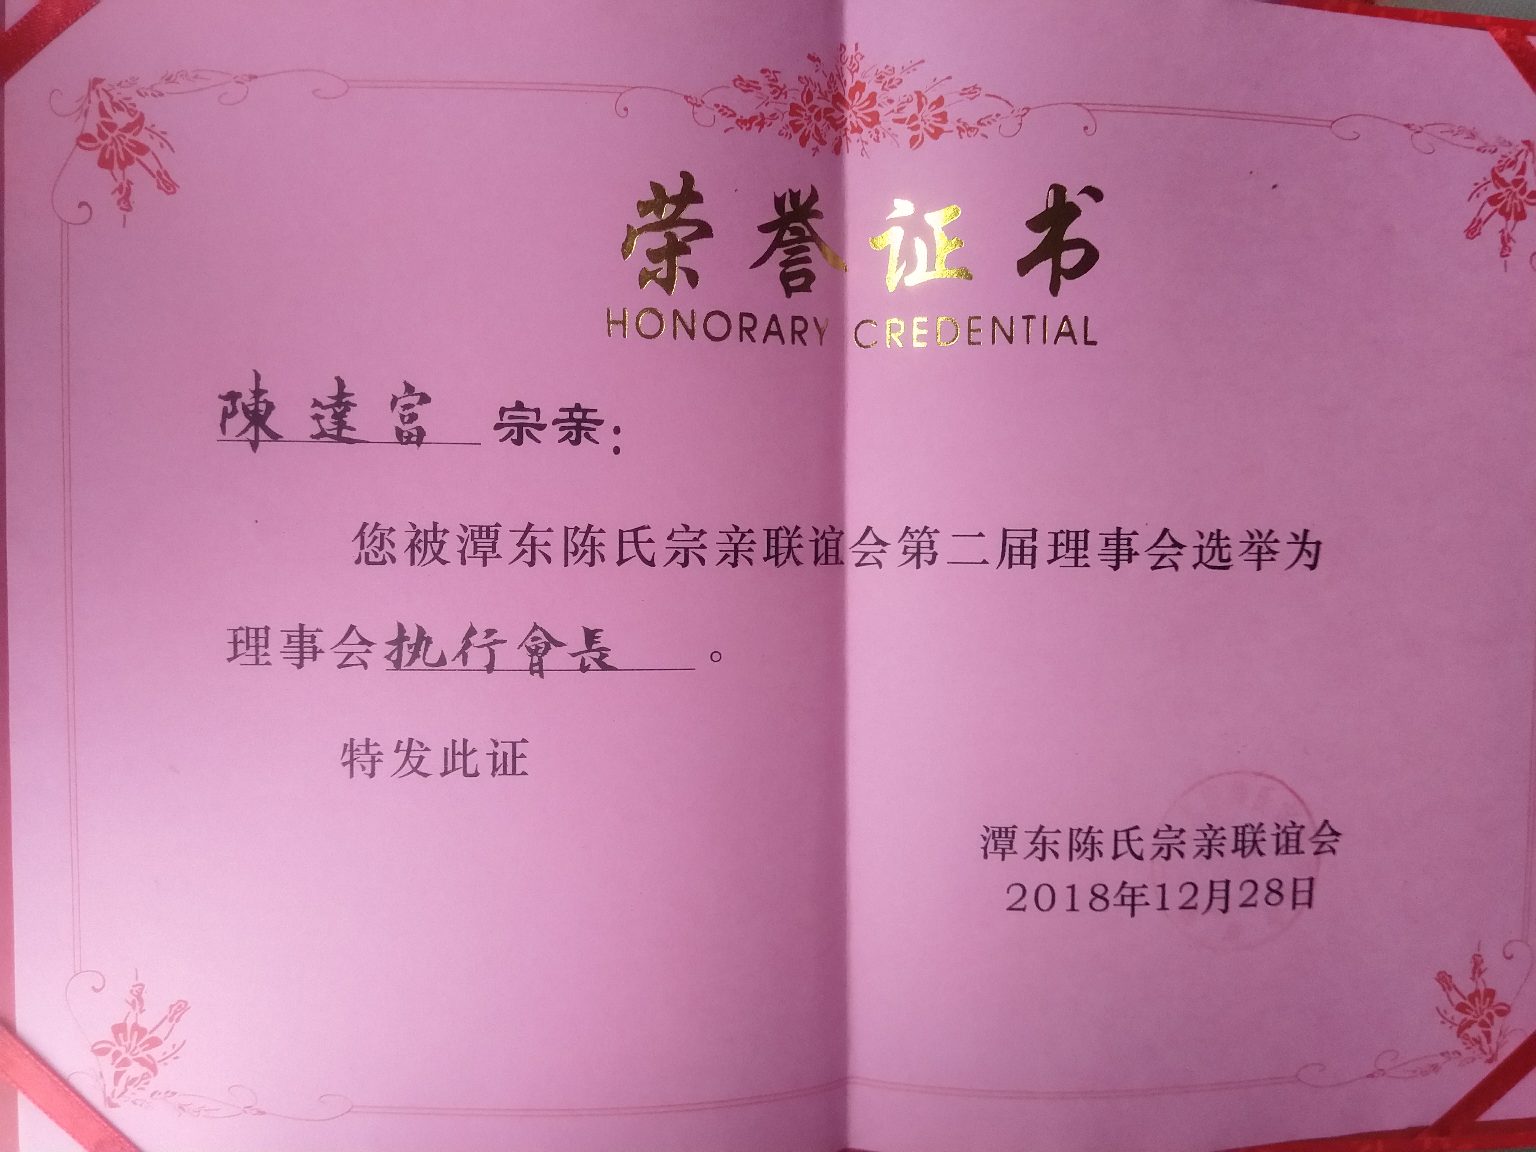 荣誉证书
HONORARY CREDENTIAL
陳達富 宗亲:
您被潭东陈氏宗亲联谊会第二届理事会选举为
理事会执行會長。
特发此证
潭东陈氏宗亲联谊会
2018年12月28日